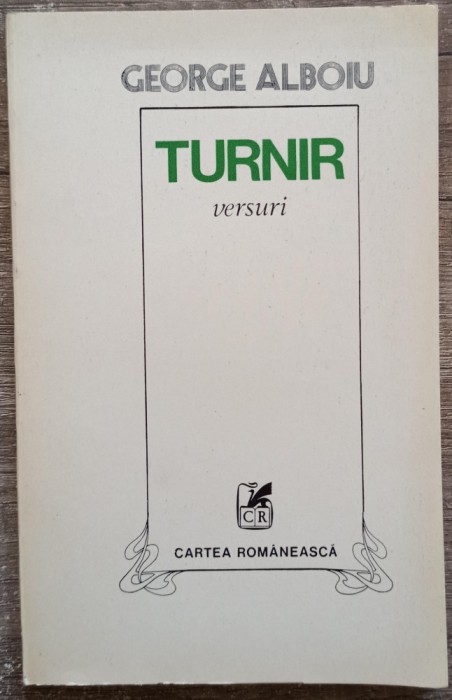 GEORGE ALBOIU
TURNIR
versuri
CR
CARTEA ROMÂNEASCĂ